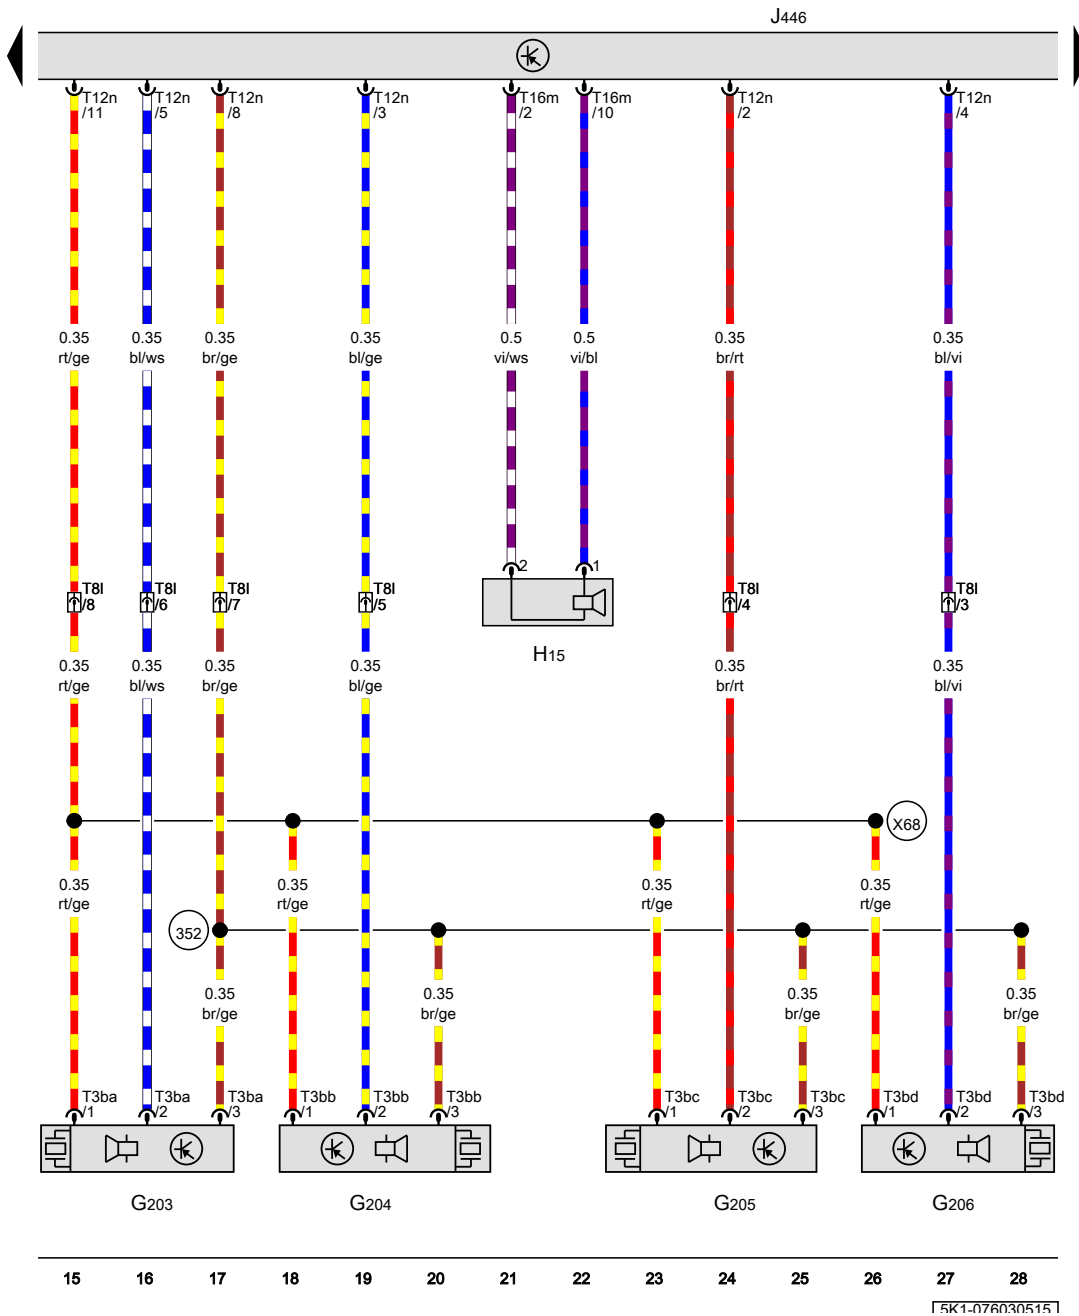 J446
T12n T12n T12n T12n T16m T16m T12n T12n
/11 /5 /8 /3 /2 /10 /2 /4
0.35 0.35 0.35 0.35 0.5 0.5 0.35 0.35
rt/ge bl/ws br/ge bl/ge vi/ws vi/bl br/rt bl/vi
2 1
T8l T8l T8l T8l T8l T8l
/8 /6 /7 /5 /4 /3
H15
0.35 0.35 0.35 0.35 0.35 0.35
rt/ge bl/ws br/ge bl/ge br/rt bl/vi
X68
0.35 0.35 0.35 0.35
rt/ge rt/ge rt/ge rt/ge
352
0.35 0.35 0.35 0.35
br/ge br/ge br/ge br/ge
T3ba T3ba T3ba T3bb T3bb T3bb T3bc T3bc T3bc T3bd T3bd T3bd
/1 /2 /3 /1 /2 /3 /1 /2 /3 /1 /2 /3
G203 G204 G205 G206
15 16 17 18 19 20 21 22 23 24 25 26 27 28
5K1-076030515